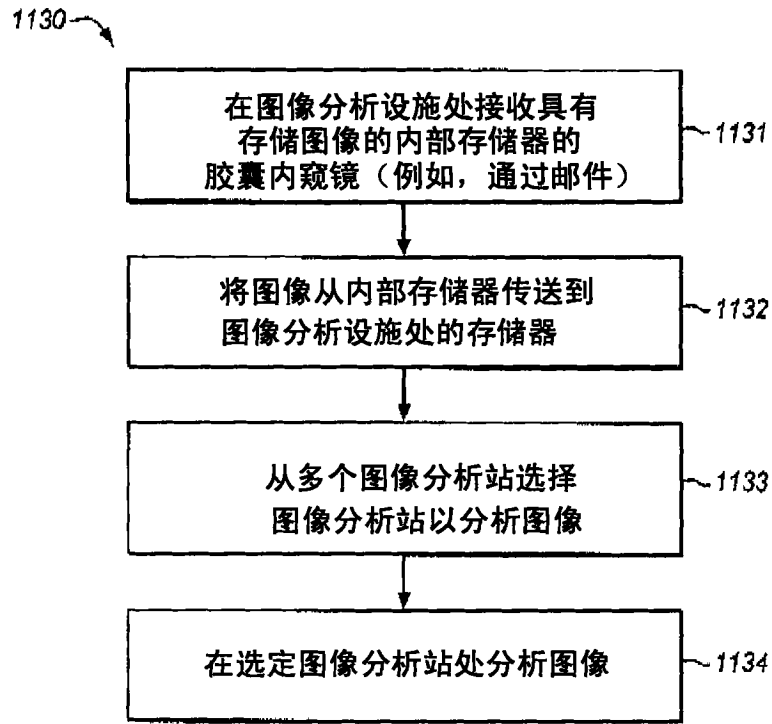 1130
在图像分析设施处接收具有
存储图像的内部存储器的
胶囊内窥镜（例如，通过邮件）
1131
将图像从内部存储器传送到
图像分析设施处的存储器
1132
从多个图像分析站选择
图像分析站以分析图像
1133
在选定图像分析站处分析图像
1134